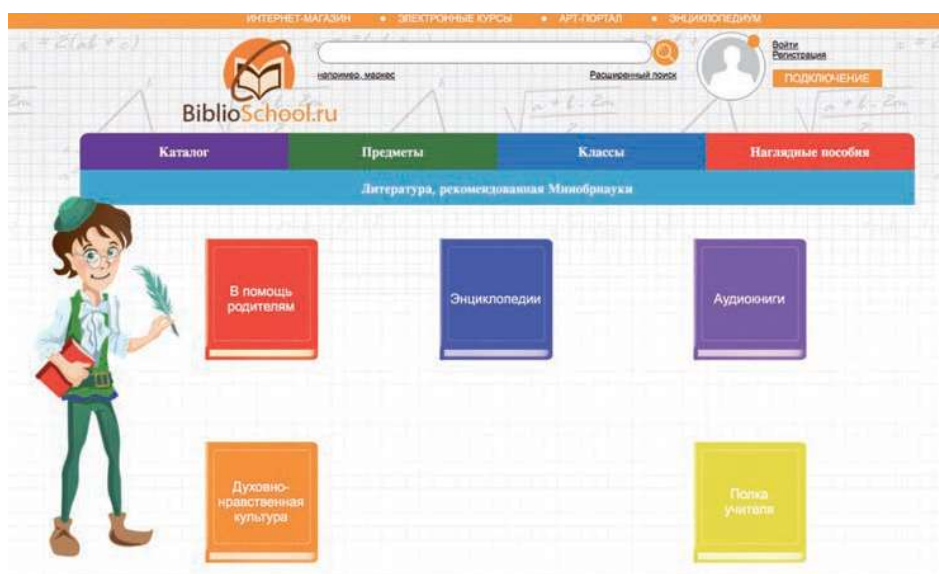 ИНТЕРНЕТ-МАГАЗИН • ЭЛЕКТРОННЫЕ КУРСЫ • АРТ-ПОРТАЛ • ЭНЦИКЛОПЕДИУМ
Войти
Регистрация
например, маркес
Расширенный поиск
ПОДКЛЮЧЕНИЕ
BiblioSchool.ru
Каталог Предметы Классы Наглядные пособия
Литература, рекомендованная Минобрнауки
В помощь
родителям
Энциклопедии
Аудиокниги
Духовно-
нравственная
культура
Полка
учителя